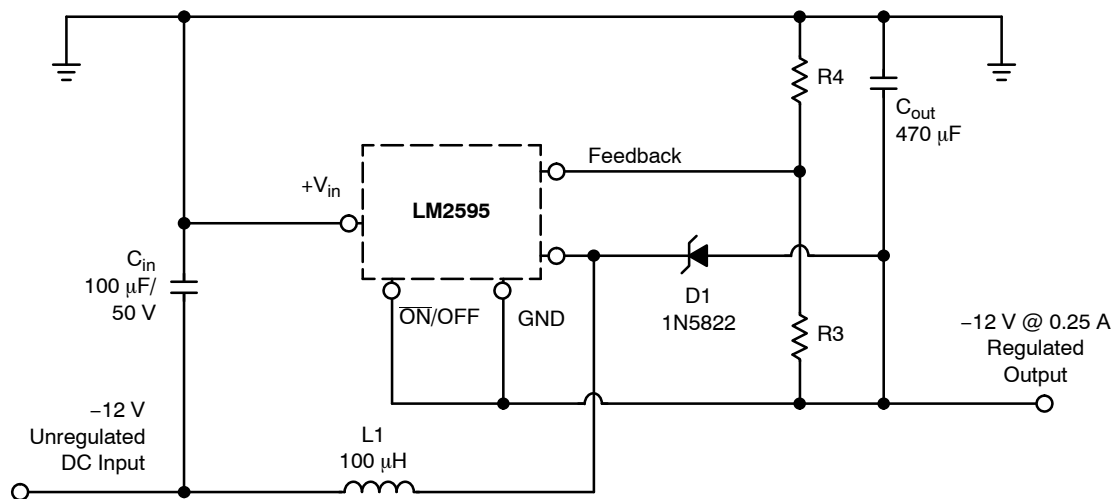 R4
C_out
470 µF
Feedback
+V_in
LM2595
C_in
100 µF/
50 V
D1
1N5822
ON/OFF
GND
R3
−12 V @ 0.25 A
Regulated
Output
−12 V
Unregulated
DC Input
L1
100 µH